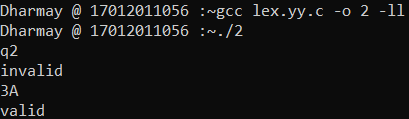 Dharmay @ 17012011056 :~gcc lex.yy.c -o 2 -ll
Dharmay @ 17012011056 :~./2
q2
invalid
3A
valid